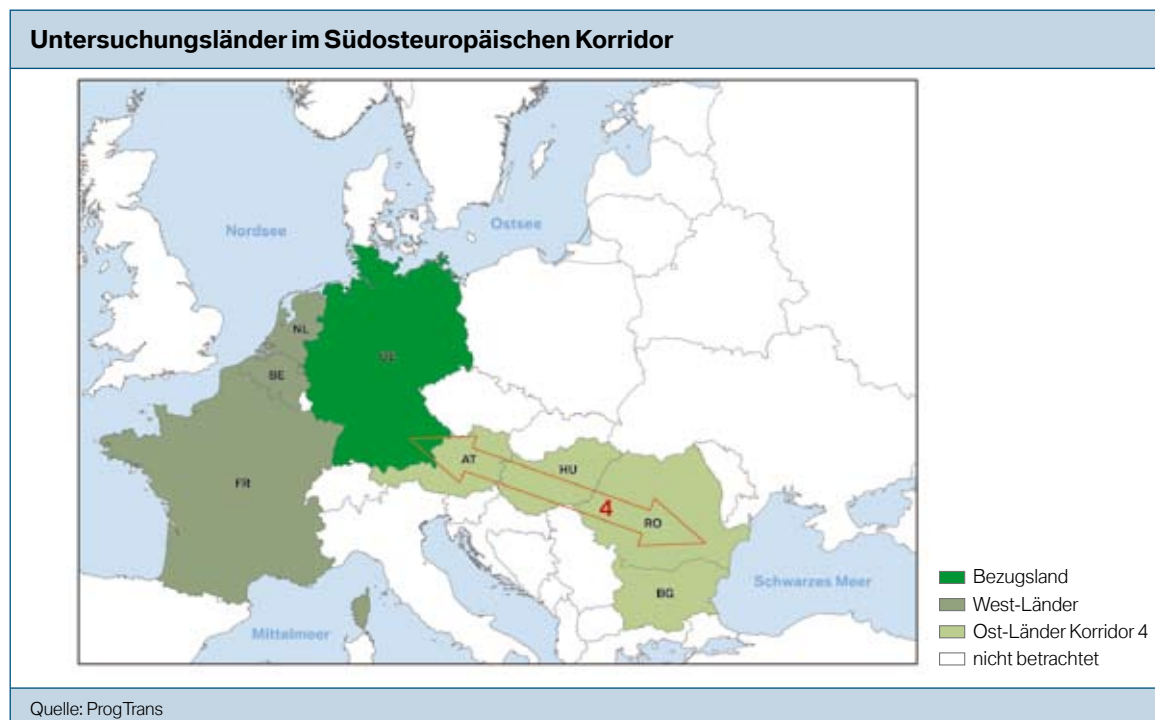 Untersuchungsländer im Südosteuropäischen Korridor
Nordsee
Ostsee
NL
BE
FR
AT
HU
4
RO
BG
Schwarzes Meer
Mittelmeer
Bezugsland
West-Länder
Ost-Länder Korridor 4
nicht betrachtet
Quelle: ProgTrans